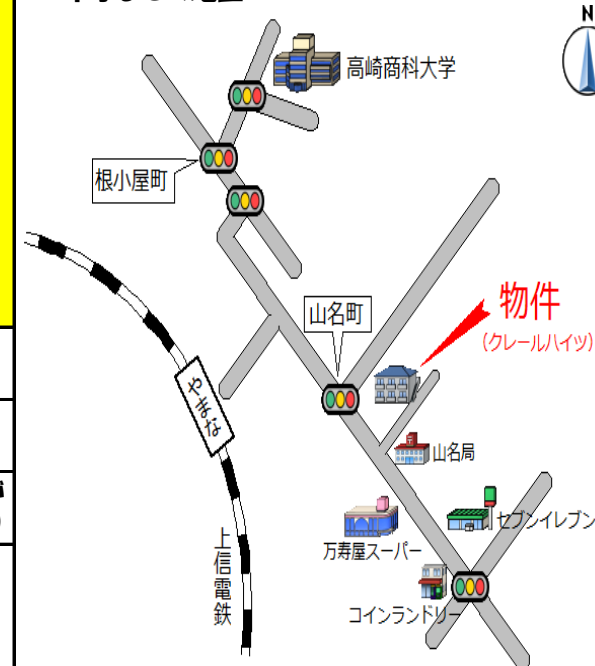 N
高崎商科大学
根小屋町
山名町
物件
(クレールハイツ)
やまな
山名局
セブンイレブン
万寿屋スーパー
上信電鉄
コインランドリー